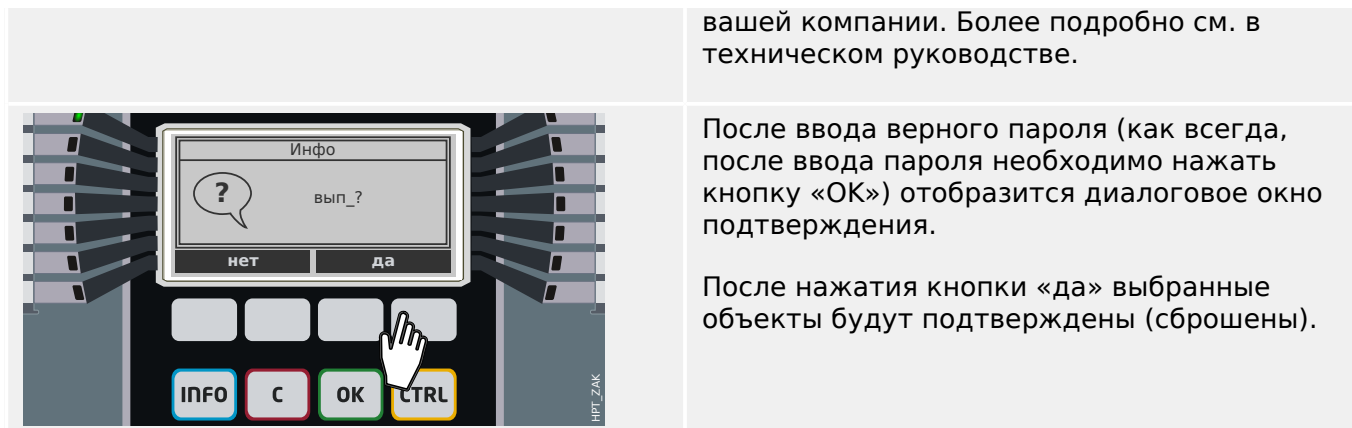 вашей компании. Более подробно см. в
техническом руководстве.
Инфо
?
вып_?
нет
да
INFO
C
OK
CTRL
HPT_ZAK
После ввода верного пароля (как всегда,
после ввода пароля необходимо нажать
кнопку «OK») отобразится диалоговое окно
подтверждения.
После нажатия кнопки «да» выбранные
объекты будут подтверждены (сброшены).